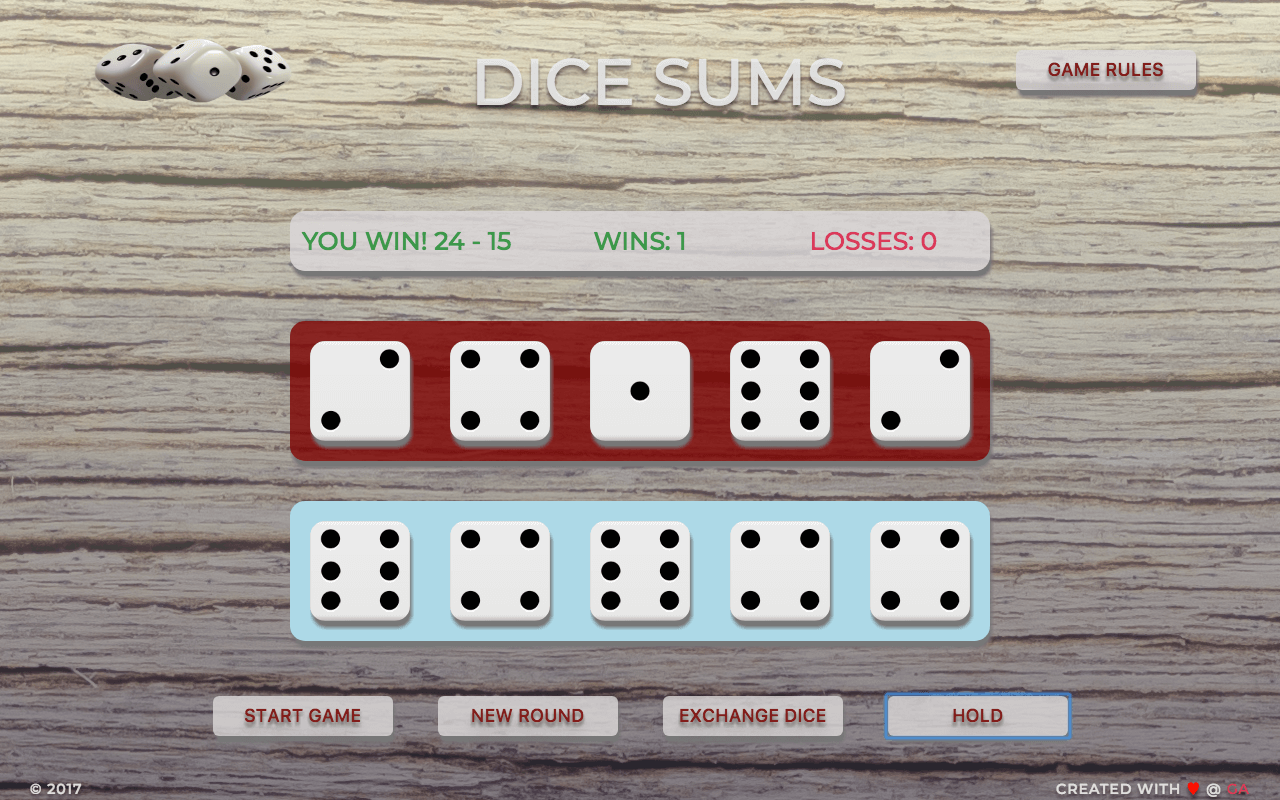 DICE SUMS
GAME RULES
YOU WIN! 24 - 15 WINS: 1 LOSSES: 0
START GAME NEW ROUND EXCHANGE DICE HOLD
© 2017 CREATED WITH ♥ @ GA